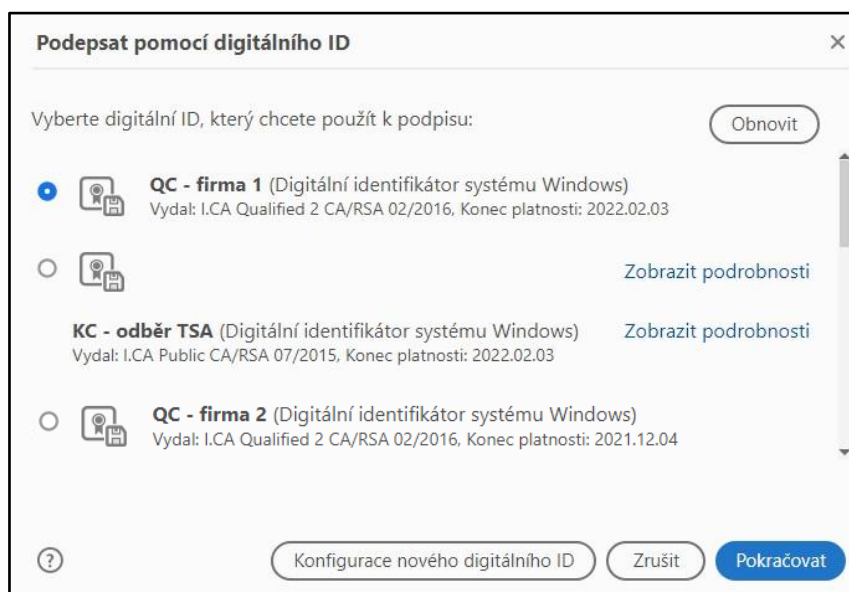 Podepsat pomocí digitálního ID
Vyberte digitální ID, který chcete použít k podpisu:
Obnovit
QC - firma 1 (Digitální identifikátor systému Windows)
Vydal: I.CA Qualified 2 CA/RSA 02/2016, Konec platnosti: 2022.02.03
Zobrazit podrobnosti
KC - odběr TSA (Digitální identifikátor systému Windows) Zobrazit podrobnosti
Vydal: I.CA Public CA/RSA 07/2015, Konec platnosti: 2022.02.03
QC - firma 2 (Digitální identifikátor systému Windows)
Vydal: I.CA Qualified 2 CA/RSA 02/2016, Konec platnosti: 2021.12.04
Konfigurace nového digitálního ID Zrušit Pokračovat